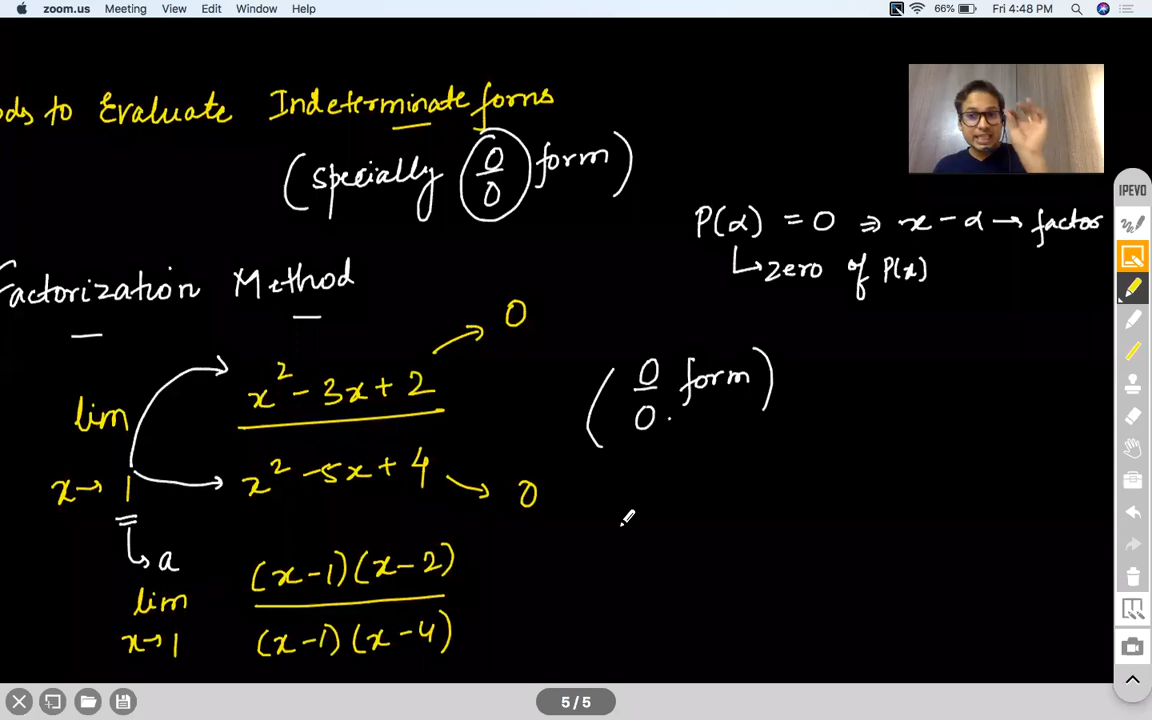 zoom.us Meeting View Edit Window Help 66% Fri 4:48 PM
ods to Evaluate Indeterminate forms
(specially 0/0 form)
IPEVO
P(α) = 0 ⇒ x - α → factor
↳ zero of P(x)
Factorization Method
0
lim x→1 (x² - 3x + 2)/(x² - 5x + 4)
(0/0. form)
0
↳ a
lim x→1 ((x-1)(x-2))/((x-1)(x-4))
5 / 5